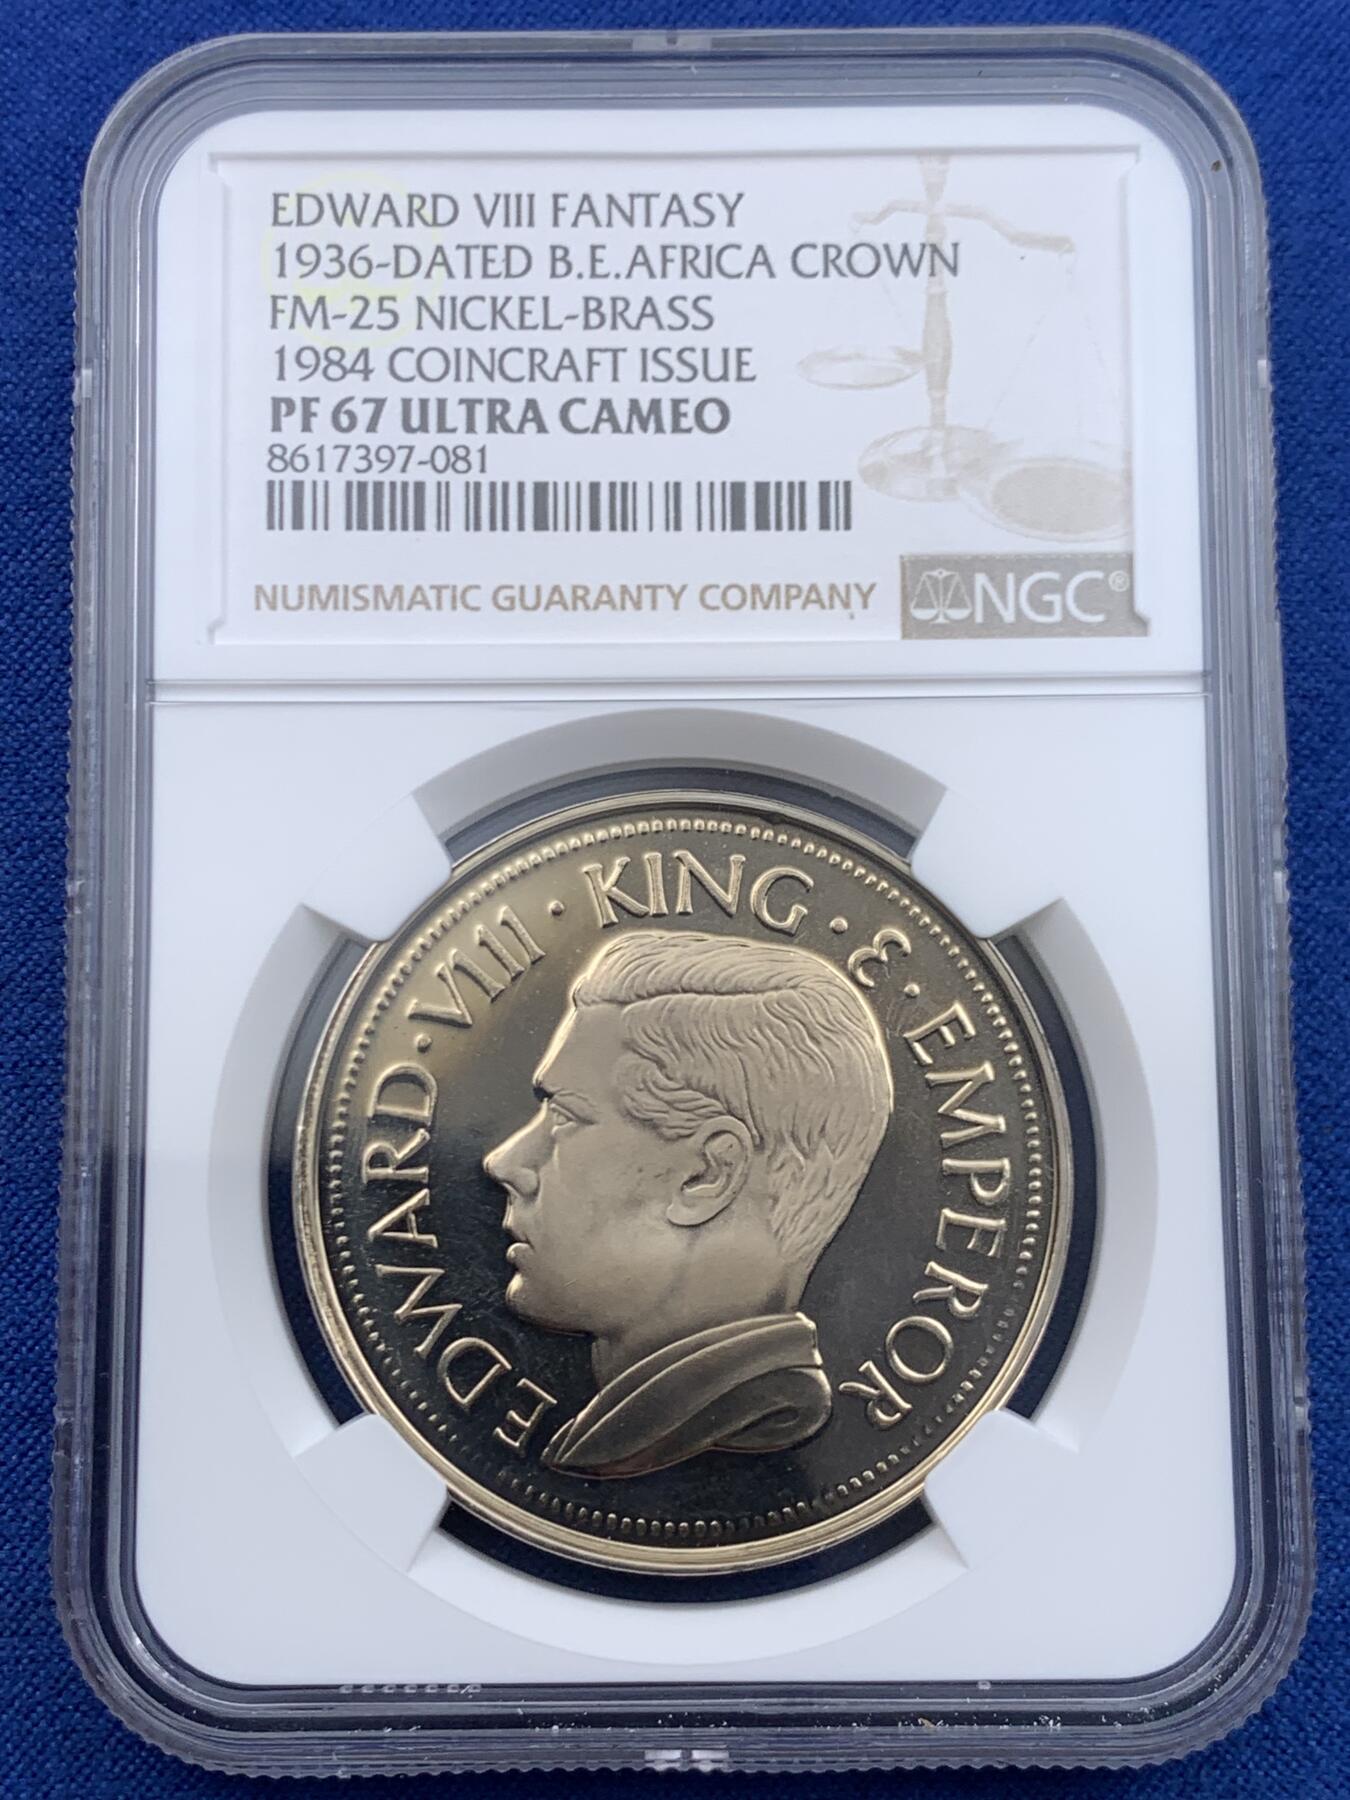 EDWARD VIII FANTASY
1936-DATED B.E.AFRICA CROWN
FM-25 NICKEL-BRASS
1984 COINCRAFT ISSUE
PF 67 ULTRA CAMEO
8617397-081
NUMISMATIC GUARANTY COMPANY
NGC®
EDWARD · VIII · KING · & · EMPEROR